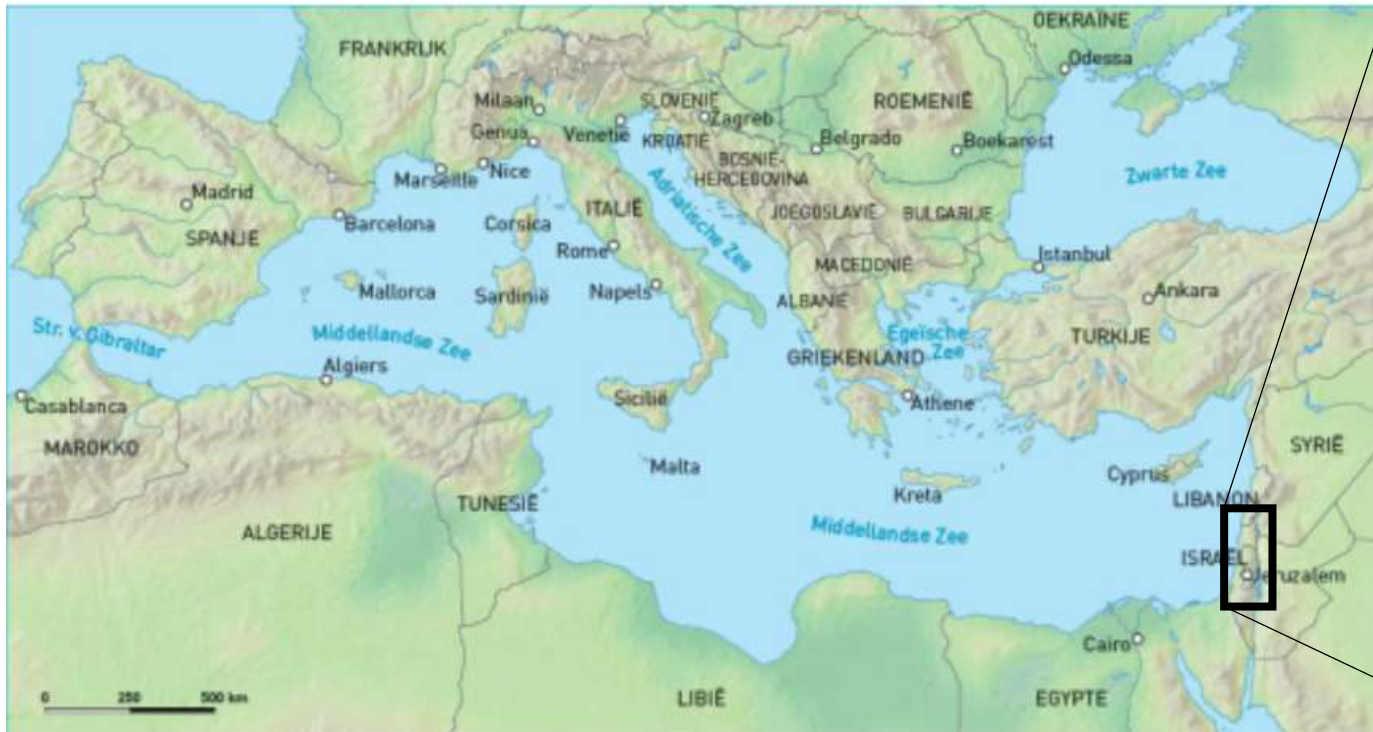 OEKRAINE
FRANKRIJK
Odessa
Milaan
SLOVENIË
ROEMENIË
Zagreb
Genua
Venetië
KROATIË
Belgrado
Boekarest
BOSNIË-
HERCEGOVINA
Marseille
Nice
Zwarte Zee
Adriatische Zee
Madrid
ITALIË
JOEGOSLAVIË
BULGARIJE
Barcelona
Corsica
SPANJE
Rome
Istanbul
MACEDONIË
Mallorca
Sardinië
Napels
ALBANIË
Ankara
Str. v. Gibraltar
Middellandse Zee
Egeïsche
Zee
TURKIJE
GRIEKENLAND
Algiers
Casablanca
Sicilië
Athene
MAROKKO
SYRIË
Malta
Cyprus
Kreta
LIBANON
TUNESIË
ALGERIJE
Middellandse Zee
ISRAËL
Jeruzalem
Cairo
0 250 500 km
LIBIË
EGYPTE